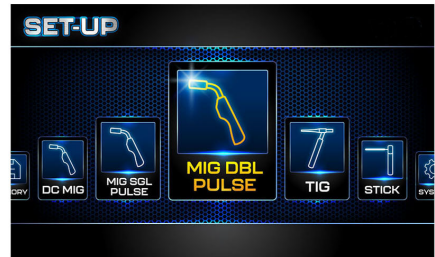 SET-UP
DC MIG
MIG SGL
PULSE
MIG DBL
PULSE
TIG
STICK